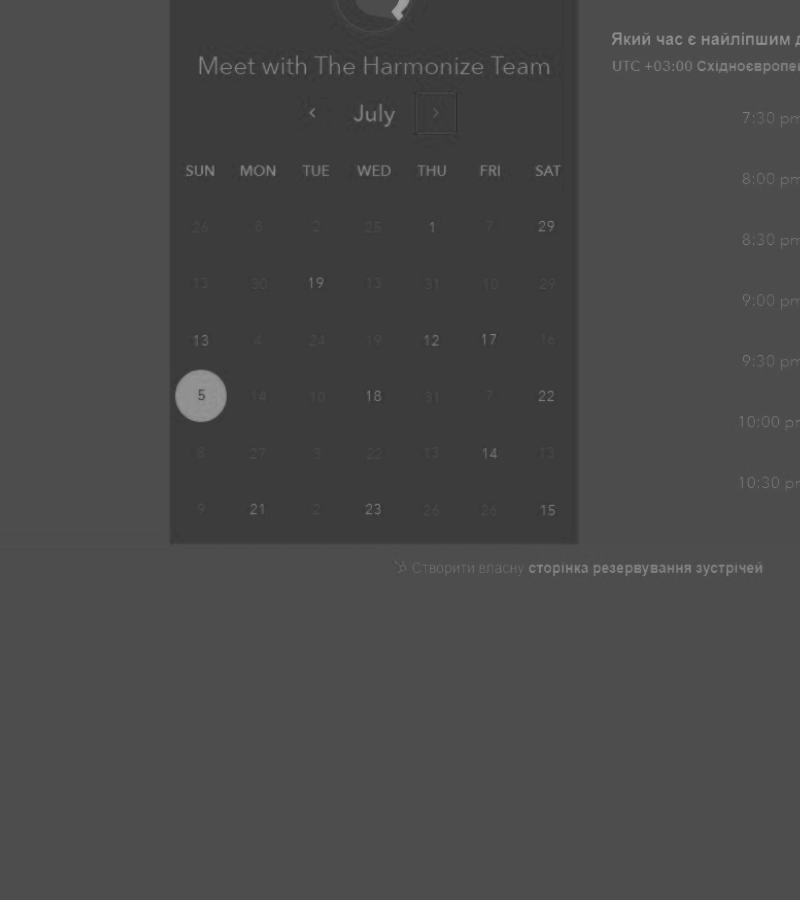 Meet with The Harmonize Team
‹ July ›
SUN MON TUE WED THU FRI SAT
26 8 2 25 1 7 29
13 30 19 13 31 10 29
13 4 24 19 12 17 16
5 14 10 18 31 7 22
8 27 3 22 13 14 13
9 21 2 23 26 26 15
Який час є найліпшим
UTC +03:00
7:30 pm
8:00 pm
8:30 pm
9:00 pm
9:30 pm
10:00 pm
10:30 pm
Створити власну сторінка резервування зустрічей